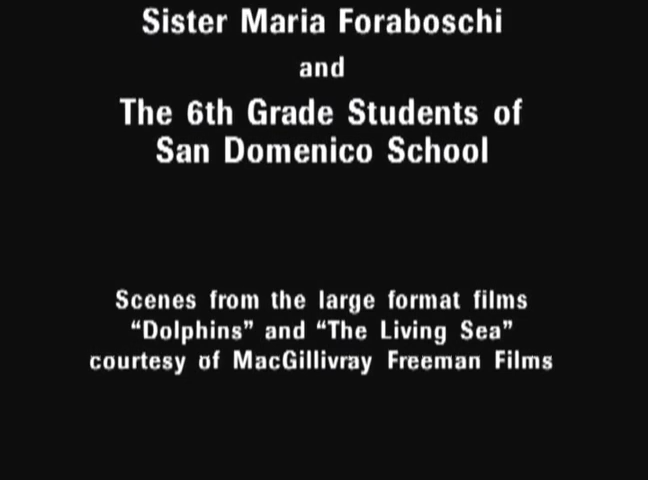 Sister Maria Foraboschi
and
The 6th Grade Students of
San Domenico School
Scenes from the large format films
“Dolphins” and “The Living Sea”
courtesy of MacGillivray Freeman Films